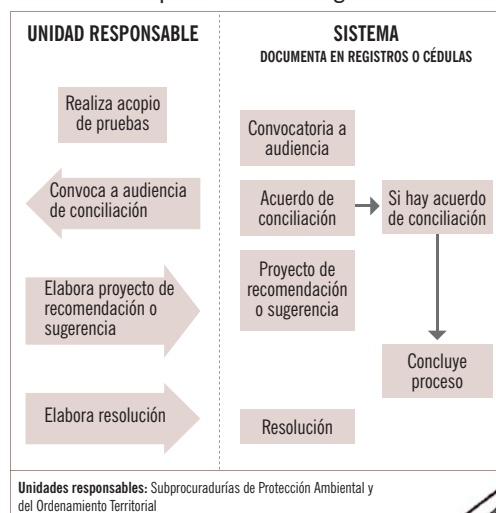 UNIDAD RESPONSABLE
SISTEMA
DOCUMENTA EN REGISTROS O CÉDULAS
Realiza acopio
de pruebas
Convocatoria a
audiencia
Convoca a audiencia
de conciliación
Acuerdo de
conciliación
Si hay acuerdo
de conciliación
Elabora proyecto de
recomendación o
sugerencia
Proyecto de
recomendación
o sugerencia
Concluye
proceso
Elabora resolución
Resolución
Unidades responsables: Subprocuradurías de Protección Ambiental y
del Ordenamiento Territorial